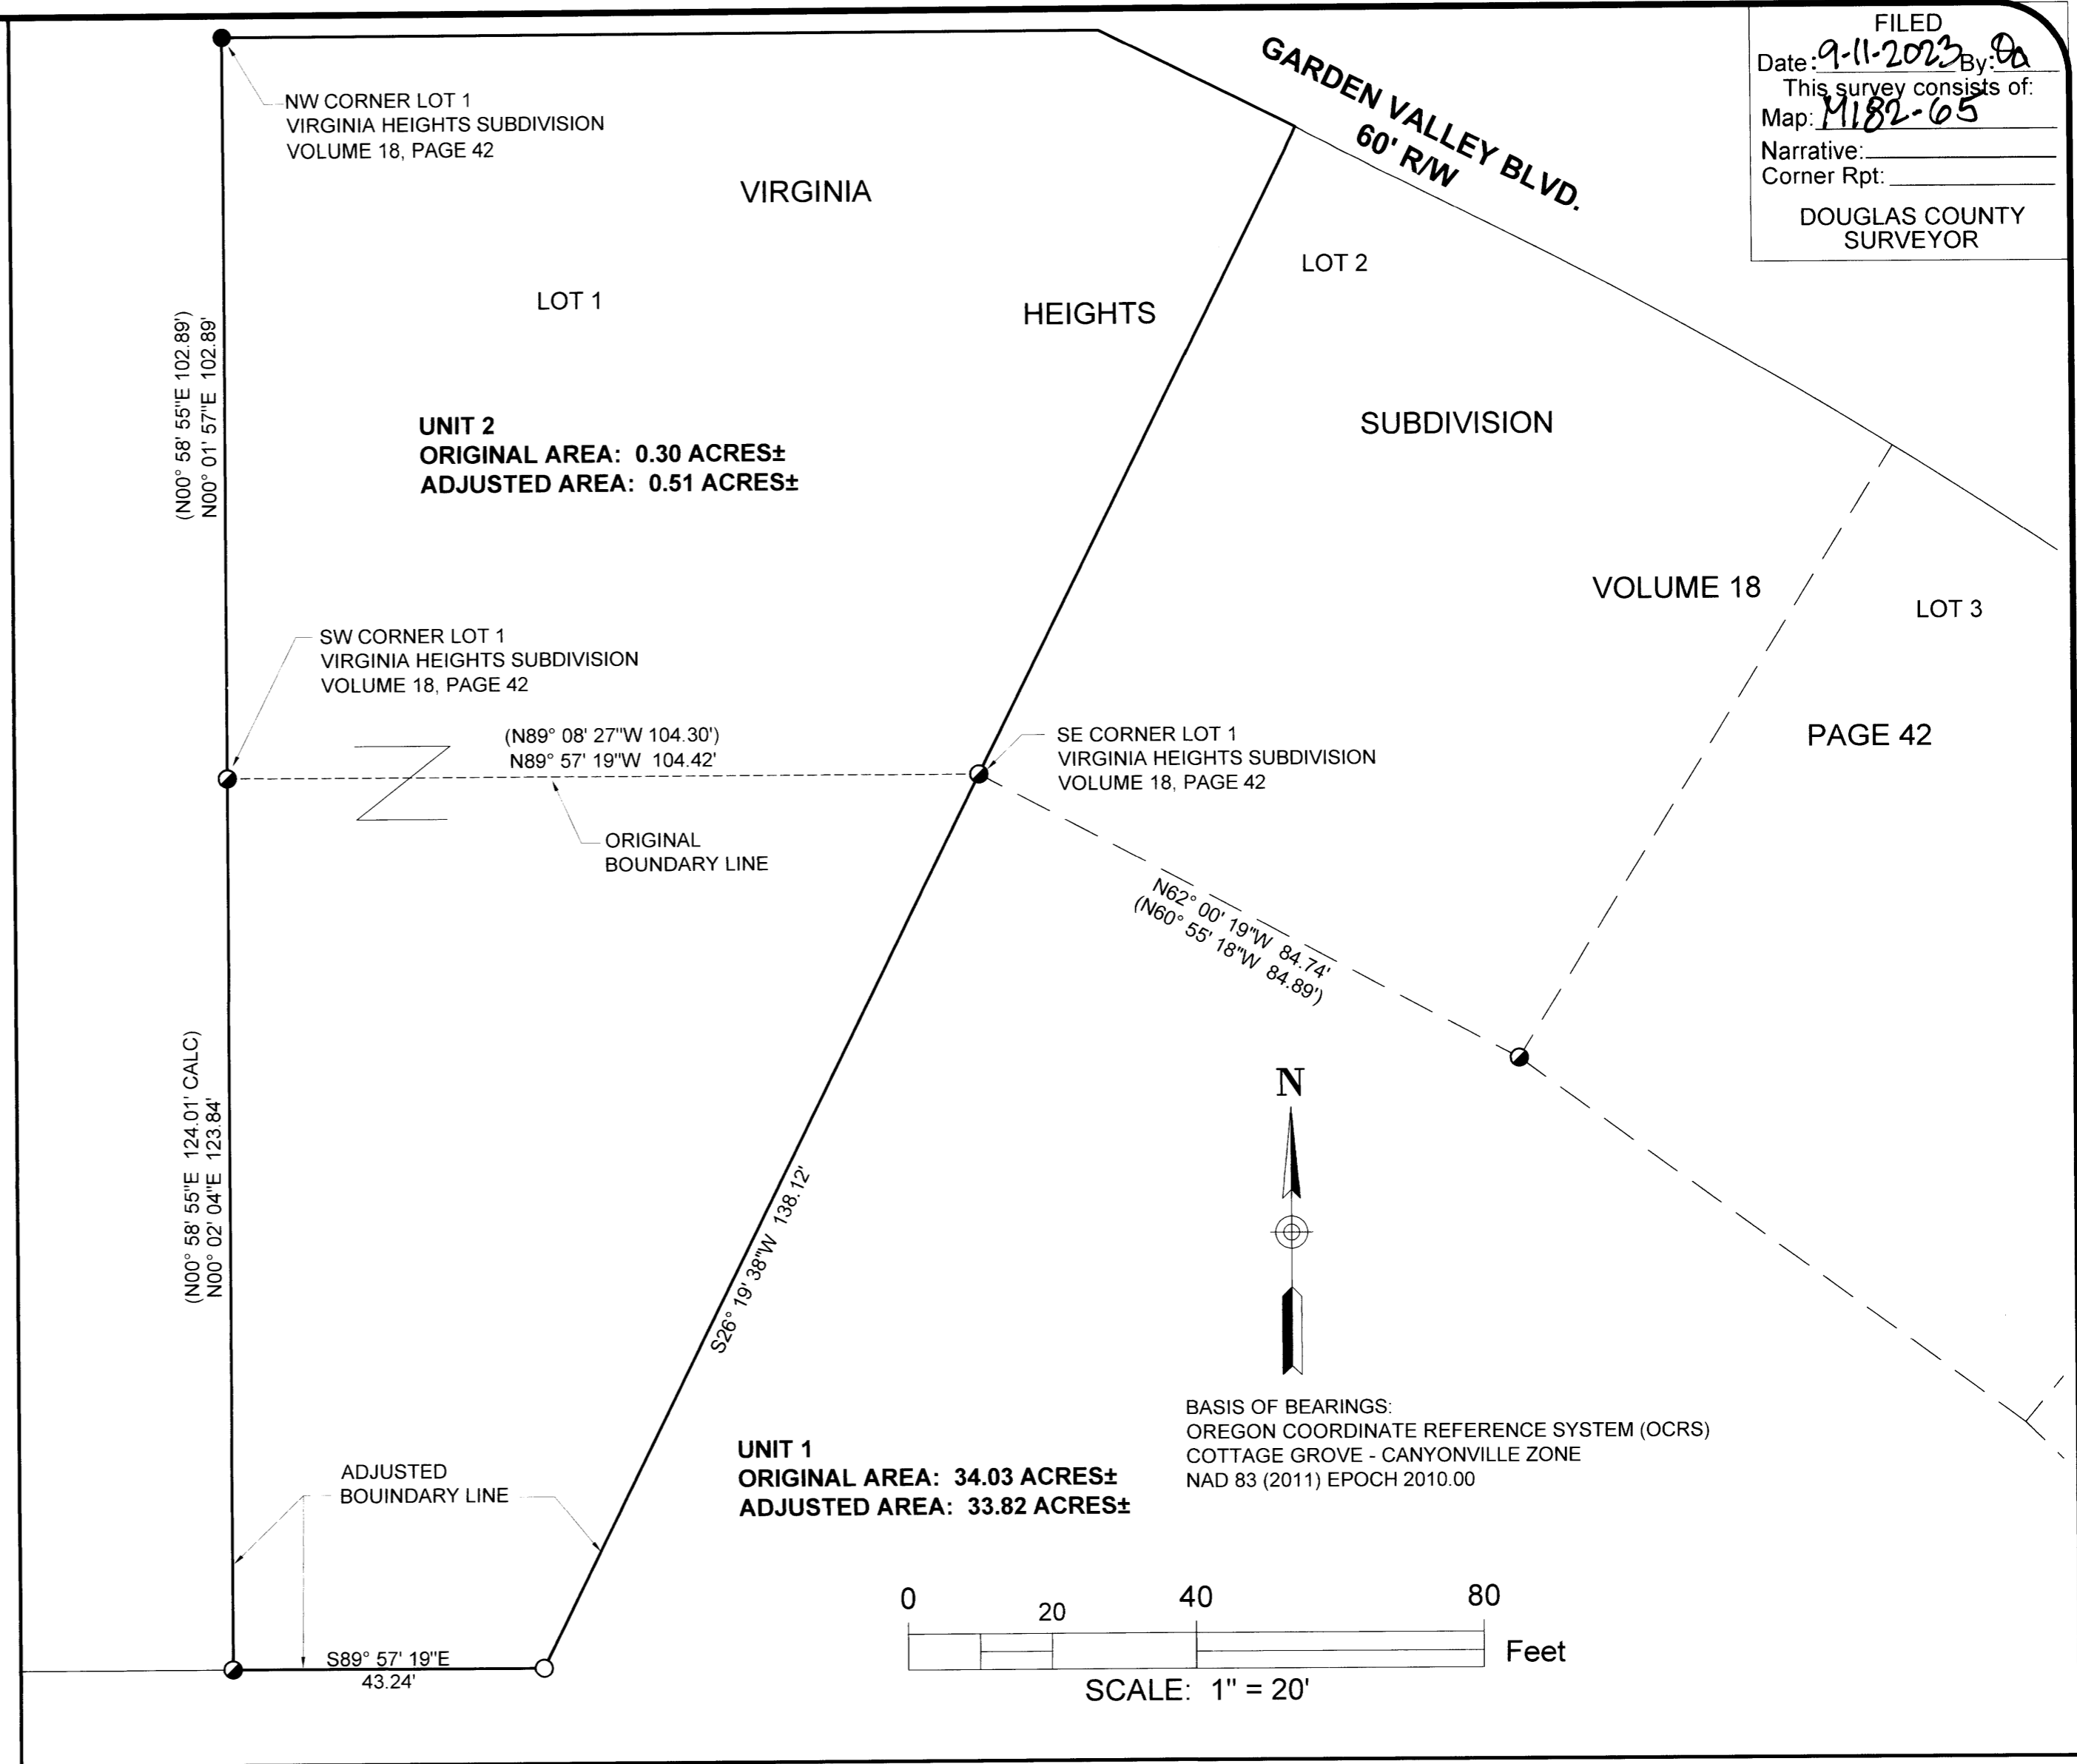 FILED
Date: 9-11-2023 By:
This survey consists of:
Map: M182-65
Narrative:
Corner Rpt:
DOUGLAS COUNTY
SURVEYOR
GARDEN VALLEY BLVD.
60' R/W
NW CORNER LOT 1
VIRGINIA HEIGHTS SUBDIVISION
VOLUME 18, PAGE 42
VIRGINIA
LOT 1
HEIGHTS
LOT 2
SUBDIVISION
VOLUME 18
LOT 3
PAGE 42
(N00° 58' 55"E 102.89')
N00° 01' 57"E 102.89'
UNIT 2
ORIGINAL AREA: 0.30 ACRES±
ADJUSTED AREA: 0.51 ACRES±
SW CORNER LOT 1
VIRGINIA HEIGHTS SUBDIVISION
VOLUME 18, PAGE 42
(N89° 08' 27"W 104.30')
N89° 57' 19"W 104.42'
SE CORNER LOT 1
VIRGINIA HEIGHTS SUBDIVISION
VOLUME 18, PAGE 42
ORIGINAL
BOUNDARY LINE
N62° 00' 19"W 84.74'
(N60° 55' 18"W 84.89')
(N00° 58' 55"E 124.01' CALC)
N00° 02' 04"E 123.84'
S26° 19' 38"W 138.12'
N
BASIS OF BEARINGS:
OREGON COORDINATE REFERENCE SYSTEM (OCRS)
COTTAGE GROVE - CANYONVILLE ZONE
NAD 83 (2011) EPOCH 2010.00
UNIT 1
ORIGINAL AREA: 34.03 ACRES±
ADJUSTED AREA: 33.82 ACRES±
ADJUSTED
BOUINDARY LINE
S89° 57' 19"E
43.24'
0 20 40 80
Feet
SCALE: 1" = 20'